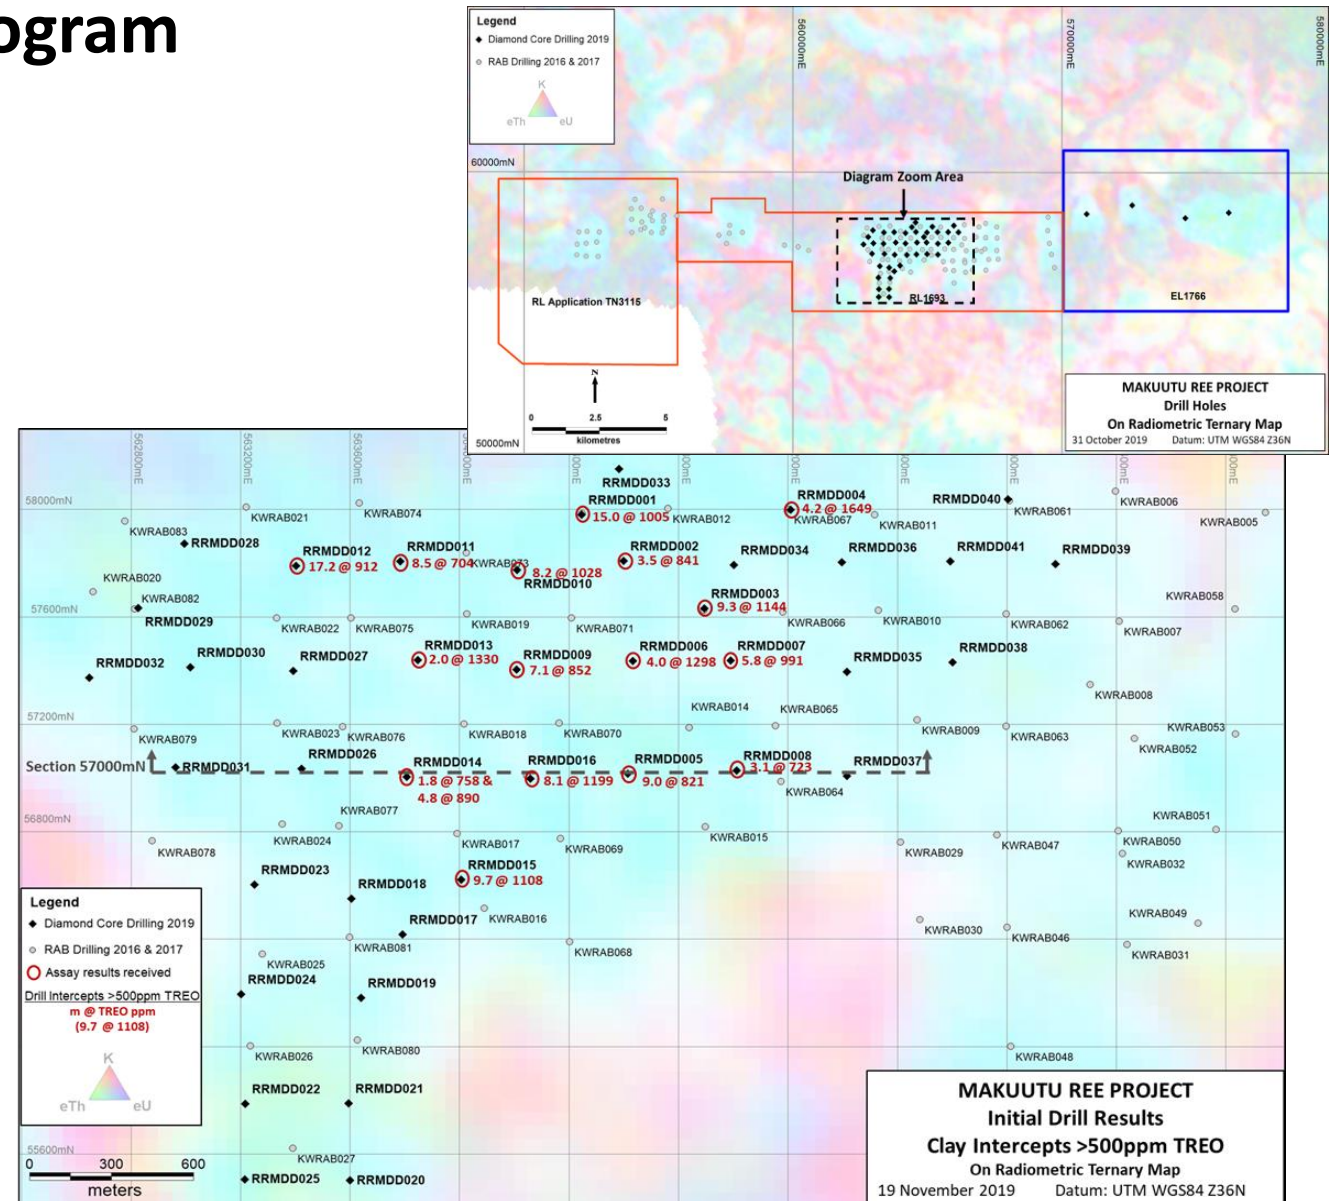 ogram
Legend
Diamond Core Drilling 2019
RAB Drilling 2016 & 2017
K
eTh eU
560000mE
570000mE
580000mE
60000mN
Diagram Zoom Area
RL Application TN3115
RL1693
EL1766
N
0 2.5 5
kilometres
50000mN
MAKUUTU REE PROJECT
Drill Holes
On Radiometric Ternary Map
31 October 2019 Datum: UTM WGS84 Z36N
562800mE
563200mE
563600mE
58000mN
RRMDD033
RRMDD001
15.0 @ 1005
KWRAB012
RRMDD004
4.2 @ 1649
KWRAB067
KWRAB011
RRMDD040
KWRAB061
KWRAB006
KWRAB005
KWRAB083
KWRAB021
KWRAB074
RRMDD028
RRMDD012
17.2 @ 912
RRMDD011
8.5 @ 704
KWRAB073
8.2 @ 1028
RRMDD010
RRMDD002
3.5 @ 841
RRMDD034
RRMDD036
RRMDD041
RRMDD039
KWRAB020
KWRAB082
57600mN
RRMDD029
RRMDD003
9.3 @ 1144
KWRAB058
KWRAB022
KWRAB075
KWRAB019
KWRAB071
KWRAB066
KWRAB010
KWRAB062
KWRAB007
RRMDD032
RRMDD030
RRMDD027
RRMDD013
2.0 @ 1330
RRMDD009
7.1 @ 852
RRMDD006
4.0 @ 1298
RRMDD007
5.8 @ 991
RRMDD035
RRMDD038
KWRAB008
57200mN
KWRAB014
KWRAB065
KWRAB079
KWRAB023
KWRAB076
KWRAB018
KWRAB070
KWRAB009
KWRAB063
KWRAB053
KWRAB052
Section 57000mN
RRMDD031
RRMDD026
RRMDD014
1.8 @ 758 &
4.8 @ 890
RRMDD016
8.1 @ 1199
RRMDD005
9.0 @ 821
RRMDD008
3.1 @ 723
RRMDD037
KWRAB064
56800mN
KWRAB077
KWRAB078
KWRAB024
KWRAB017
KWRAB069
KWRAB015
KWRAB029
KWRAB047
KWRAB051
KWRAB050
KWRAB032
RRMDD023
RRMDD018
RRMDD015
9.7 @ 1108
RRMDD017
KWRAB016
KWRAB049
KWRAB030
KWRAB046
KWRAB031
KWRAB081
KWRAB068
KWRAB025
RRMDD024
RRMDD019
KWRAB026
KWRAB080
KWRAB048
RRMDD022
RRMDD021
55600mN
KWRAB027
RRMDD025
RRMDD020
Legend
Diamond Core Drilling 2019
RAB Drilling 2016 & 2017
Assay results received
Drill Intercepts >500ppm TREO
m @ TREO ppm
(9.7 @ 1108)
K
eTh eU
0 300 600
meters
MAKUUTU REE PROJECT
Initial Drill Results
Clay Intercepts >500ppm TREO
On Radiometric Ternary Map
19 November 2019 Datum: UTM WGS84 Z36N